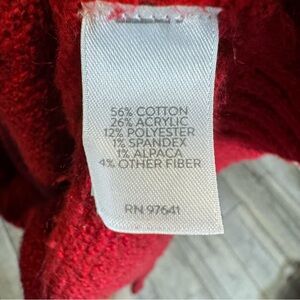 56% COTTON
26% ACRYLIC
12% POLYESTER
1% SPANDEX
1% ALPACA
4% OTHER FIBER
RN 97641